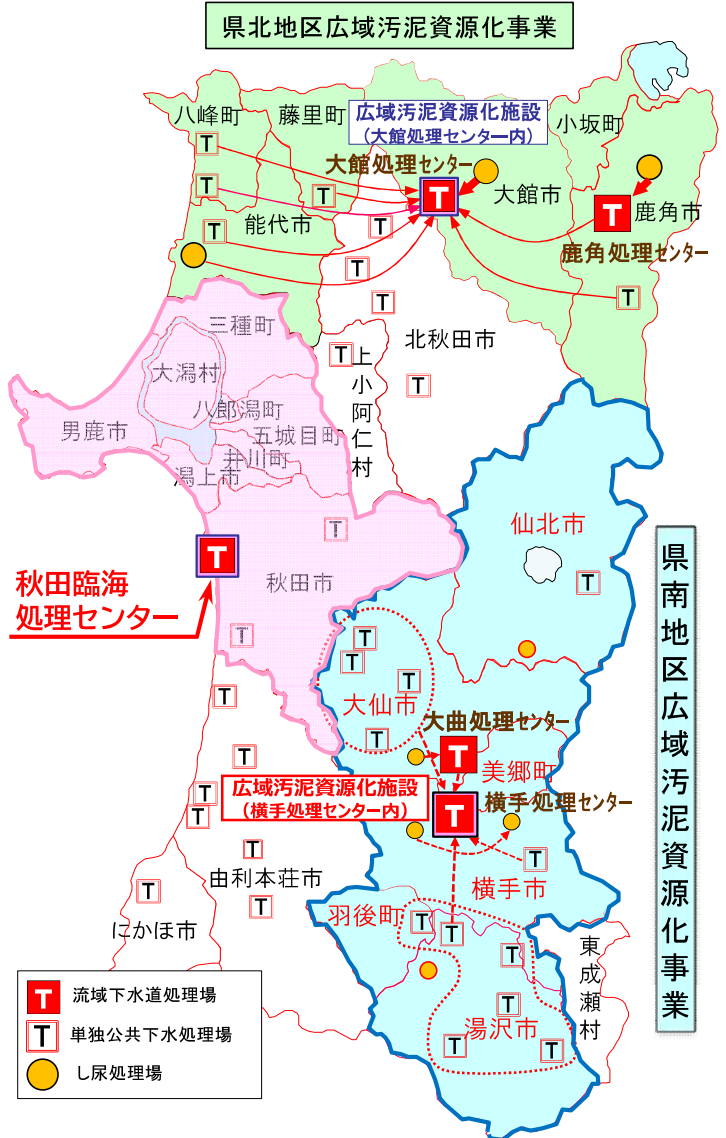 県北地区広域汚泥資源化事業
八峰町
藤里町
広域汚泥資源化施設
（大館処理センター内）
小坂町
大館処理センター
T
大館市
T
鹿角市
鹿角処理センター
T
T
T
T
能代市
T
T
T
T
T
T
北秋田市
上小阿仁村
三種町
大潟村
八郎潟町
五城目町
井川町
潟上市
男鹿市
仙北市
T
T
T
秋田市
秋田臨海
処理センター
T
県南地区広域汚泥資源化事業
T
T
T
T
大仙市
T
T
T
T
T
大曲処理センター
T
美郷町
広域汚泥資源化施設
（横手処理センター内）
T
横手処理センター
T
横手市
T
由利本荘市
T
T
にかほ市
羽後町
T
T
T
T
湯沢市
T
T
東成瀬村
T 流域下水道処理場
T 単独公共下水処理場
し尿処理場